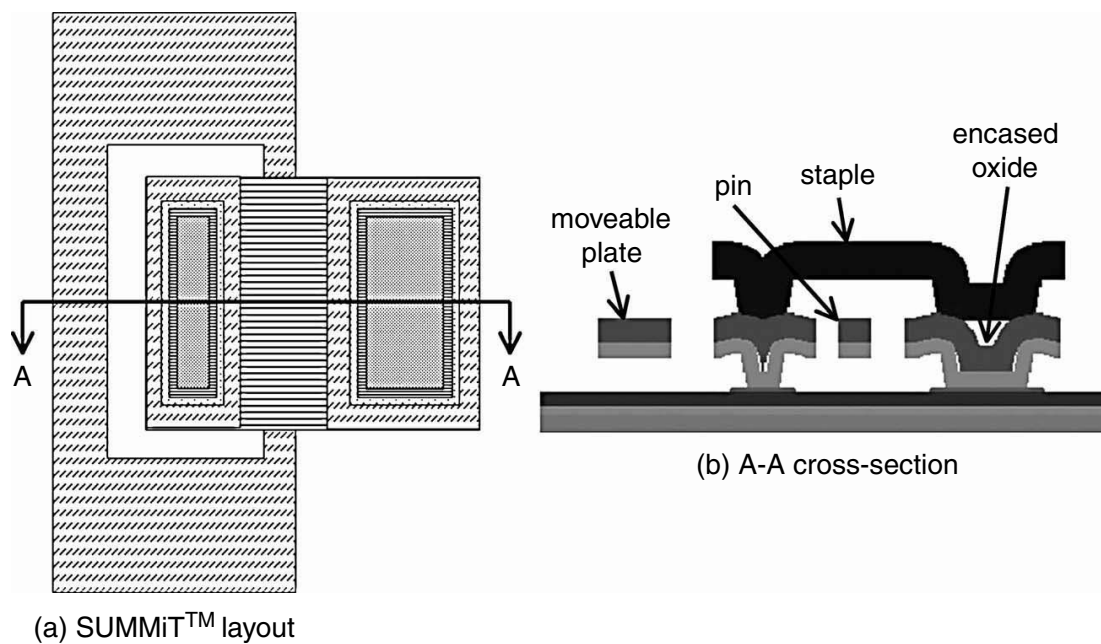 encased
oxide
staple
pin
moveable
plate
A
A
(b) A-A cross-section
(a) SUMMiT™ layout